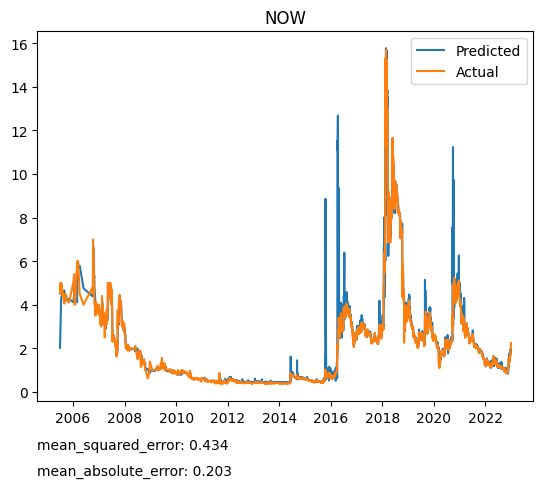 NOW
16
14
12
10
8
6
4
2
0
Predicted
Actual
2006 2008 2010 2012 2014 2016 2018 2020 2022
mean_squared_error: 0.434
mean_absolute_error: 0.203